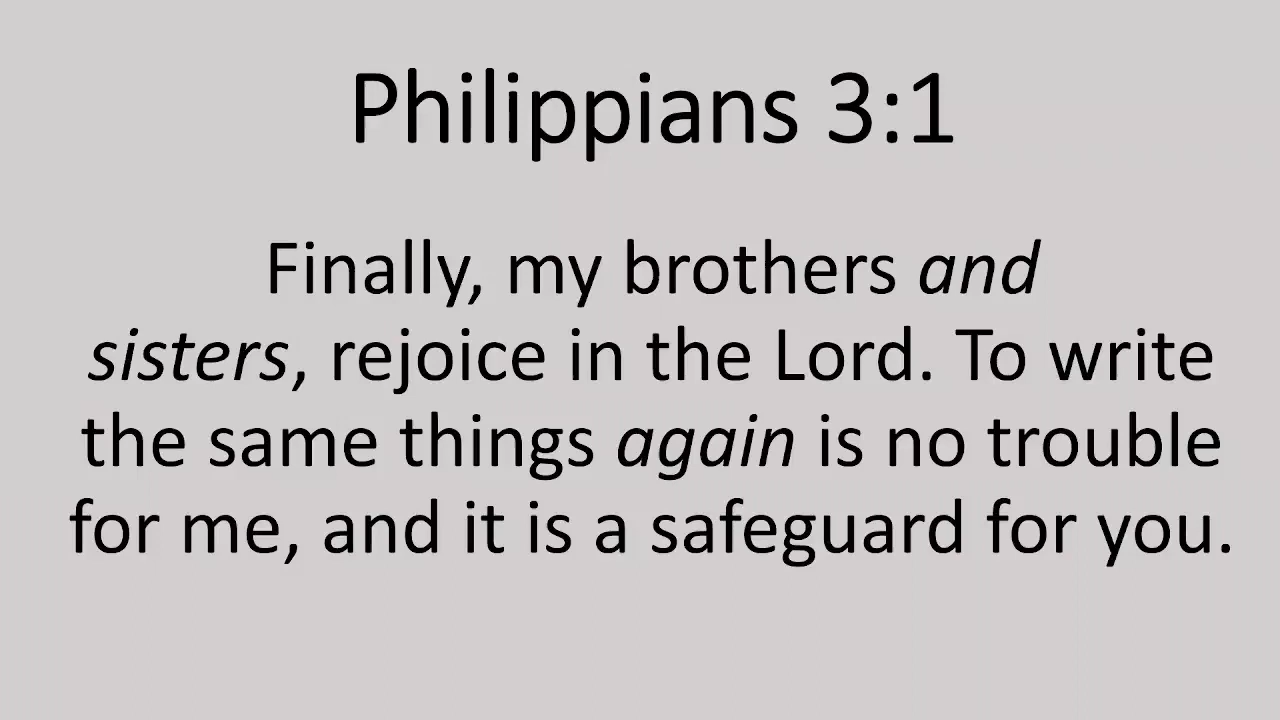 Philippians 3:1
Finally, my brothers and
sisters, rejoice in the Lord. To write
the same things again is no trouble
for me, and it is a safeguard for you.